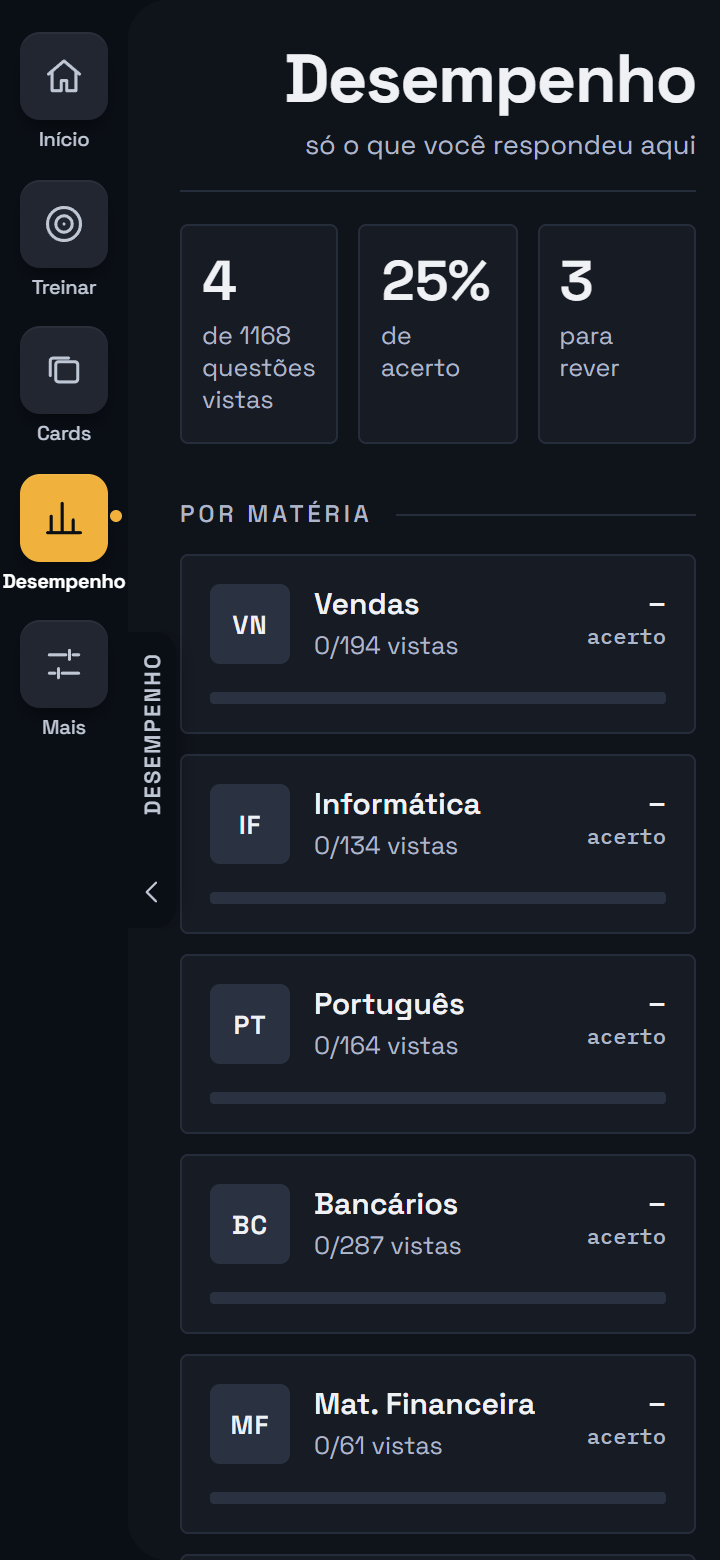 Início
Treinar
Cards
Desempenho
Mais
DESEMPENHO
Desempenho
só o que você respondeu aqui
4
de 1168
questões
vistas
25%
de
acerto
3
para
rever
POR MATÉRIA
VN
Vendas
0/194 vistas
–
acerto
IF
Informática
0/134 vistas
–
acerto
PT
Português
0/164 vistas
–
acerto
BC
Bancários
0/287 vistas
–
acerto
MF
Mat. Financeira
0/61 vistas
–
acerto